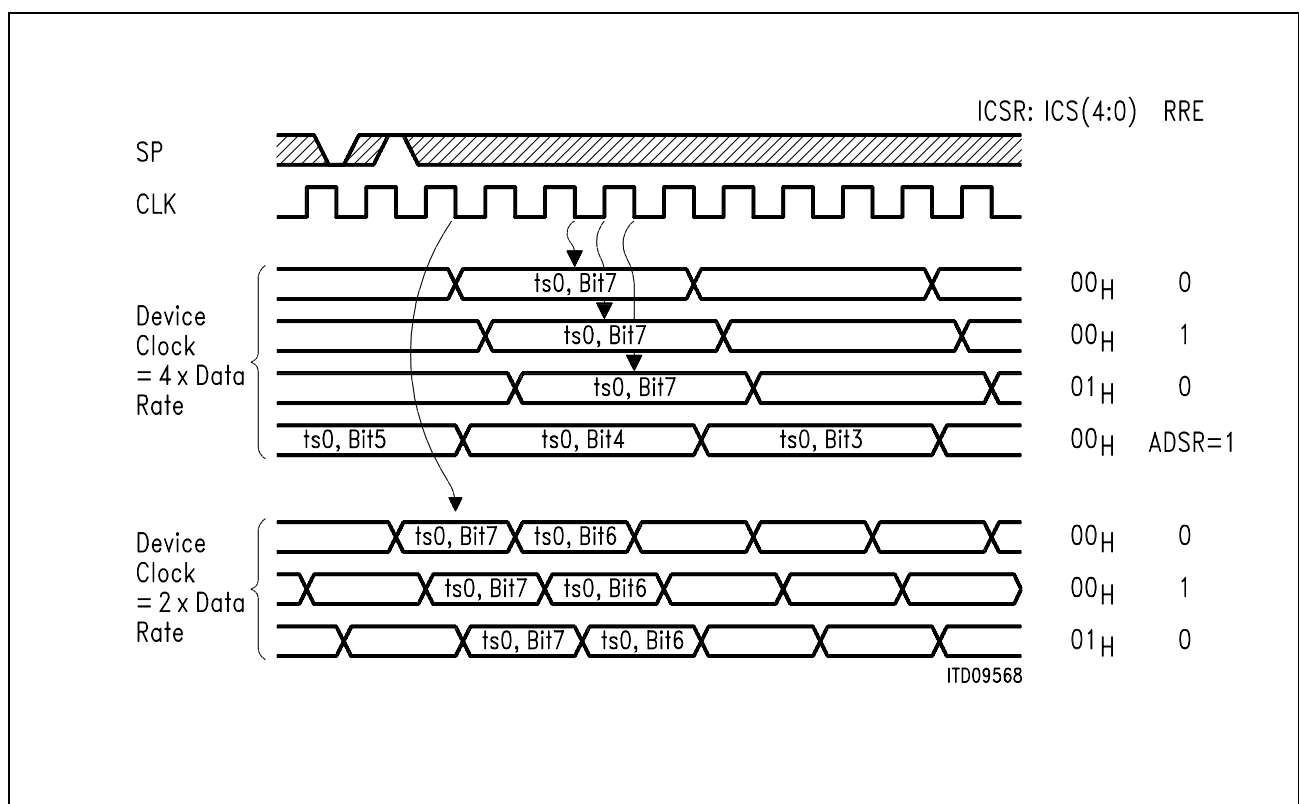 ICSR: ICS(4:0) RRE
SP
CLK
ts0, Bit7 00H 0
Device
Clock
= 4 x Data
Rate
ts0, Bit7 00H 1
ts0, Bit7 01H 0
ts0, Bit5 ts0, Bit4 ts0, Bit3 00H ADSR=1
ts0, Bit7 ts0, Bit6 00H 0
Device
Clock
= 2 x Data
Rate
ts0, Bit7 ts0, Bit6 00H 1
ts0, Bit7 ts0, Bit6 01H 0
ITD09568